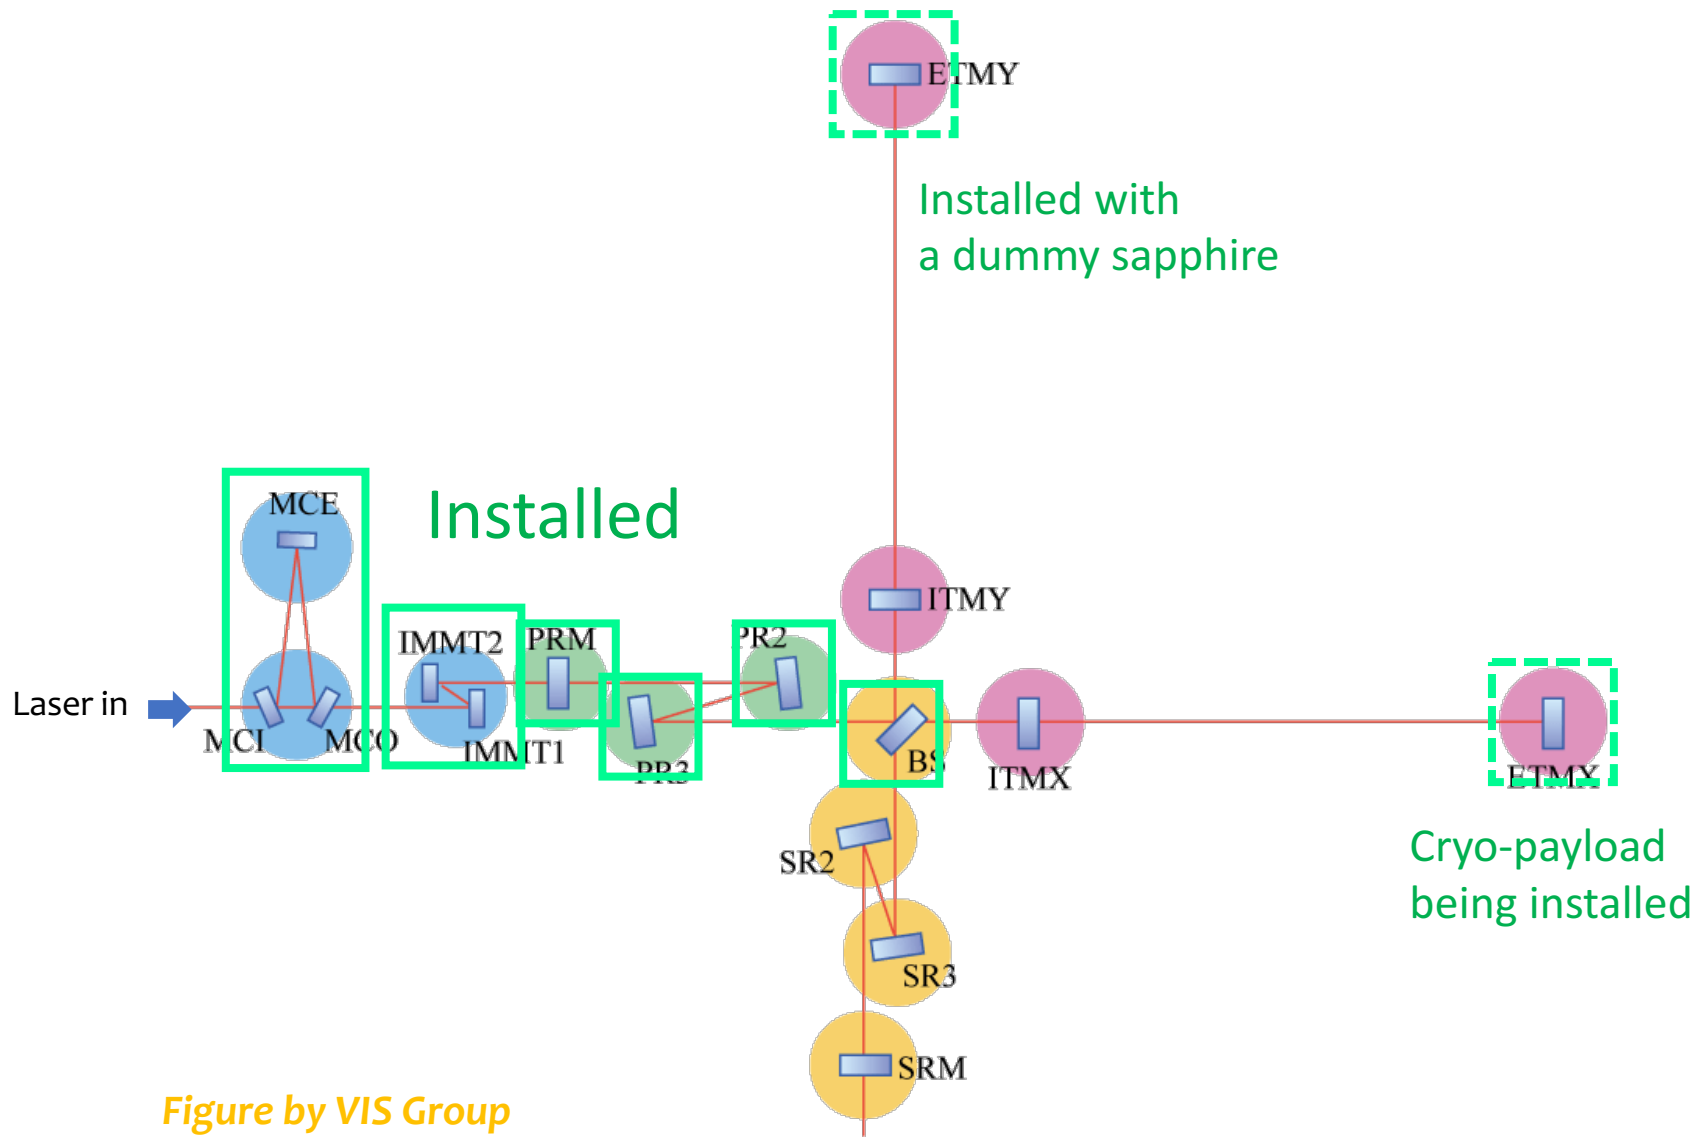 ETMY
Installed with
a dummy sapphire
MCE
Installed
ITMY
IMMT2
PRM
PR2
Laser in
MCI
MCO
IMMT1
PR3
BS
ITMX
ETMX
SR2
Cryo-payload
being installed
SR3
SRM
Figure by VIS Group